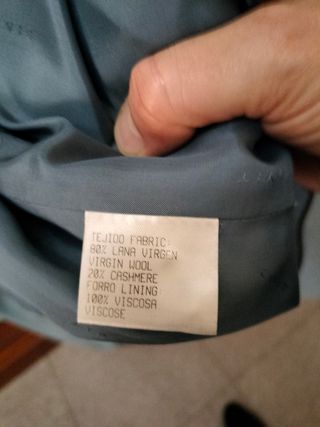 TEJIDO FABRIC:
80% LANA VIRGEN
VIRGIN WOOL
20% CASHMERE
FORRO LINING:
100% VISCOSA
VISCOSE